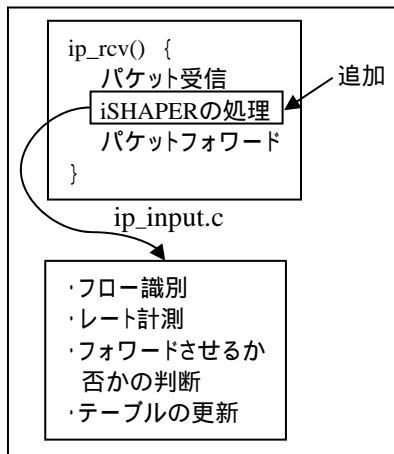 ip_rcv() {
パケット受信
iSHAPERの処理
追加
パケットフォワード
}
ip_input.c
・フロー識別
・レート計測
・フォワードさせるか
否かの判断
・テーブルの更新